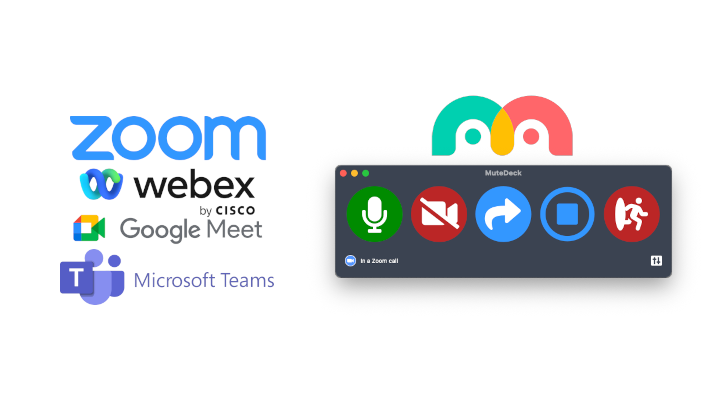 zoom
webex
by CISCO
Google Meet
T
Microsoft Teams
MuteDeck
In a Zoom call